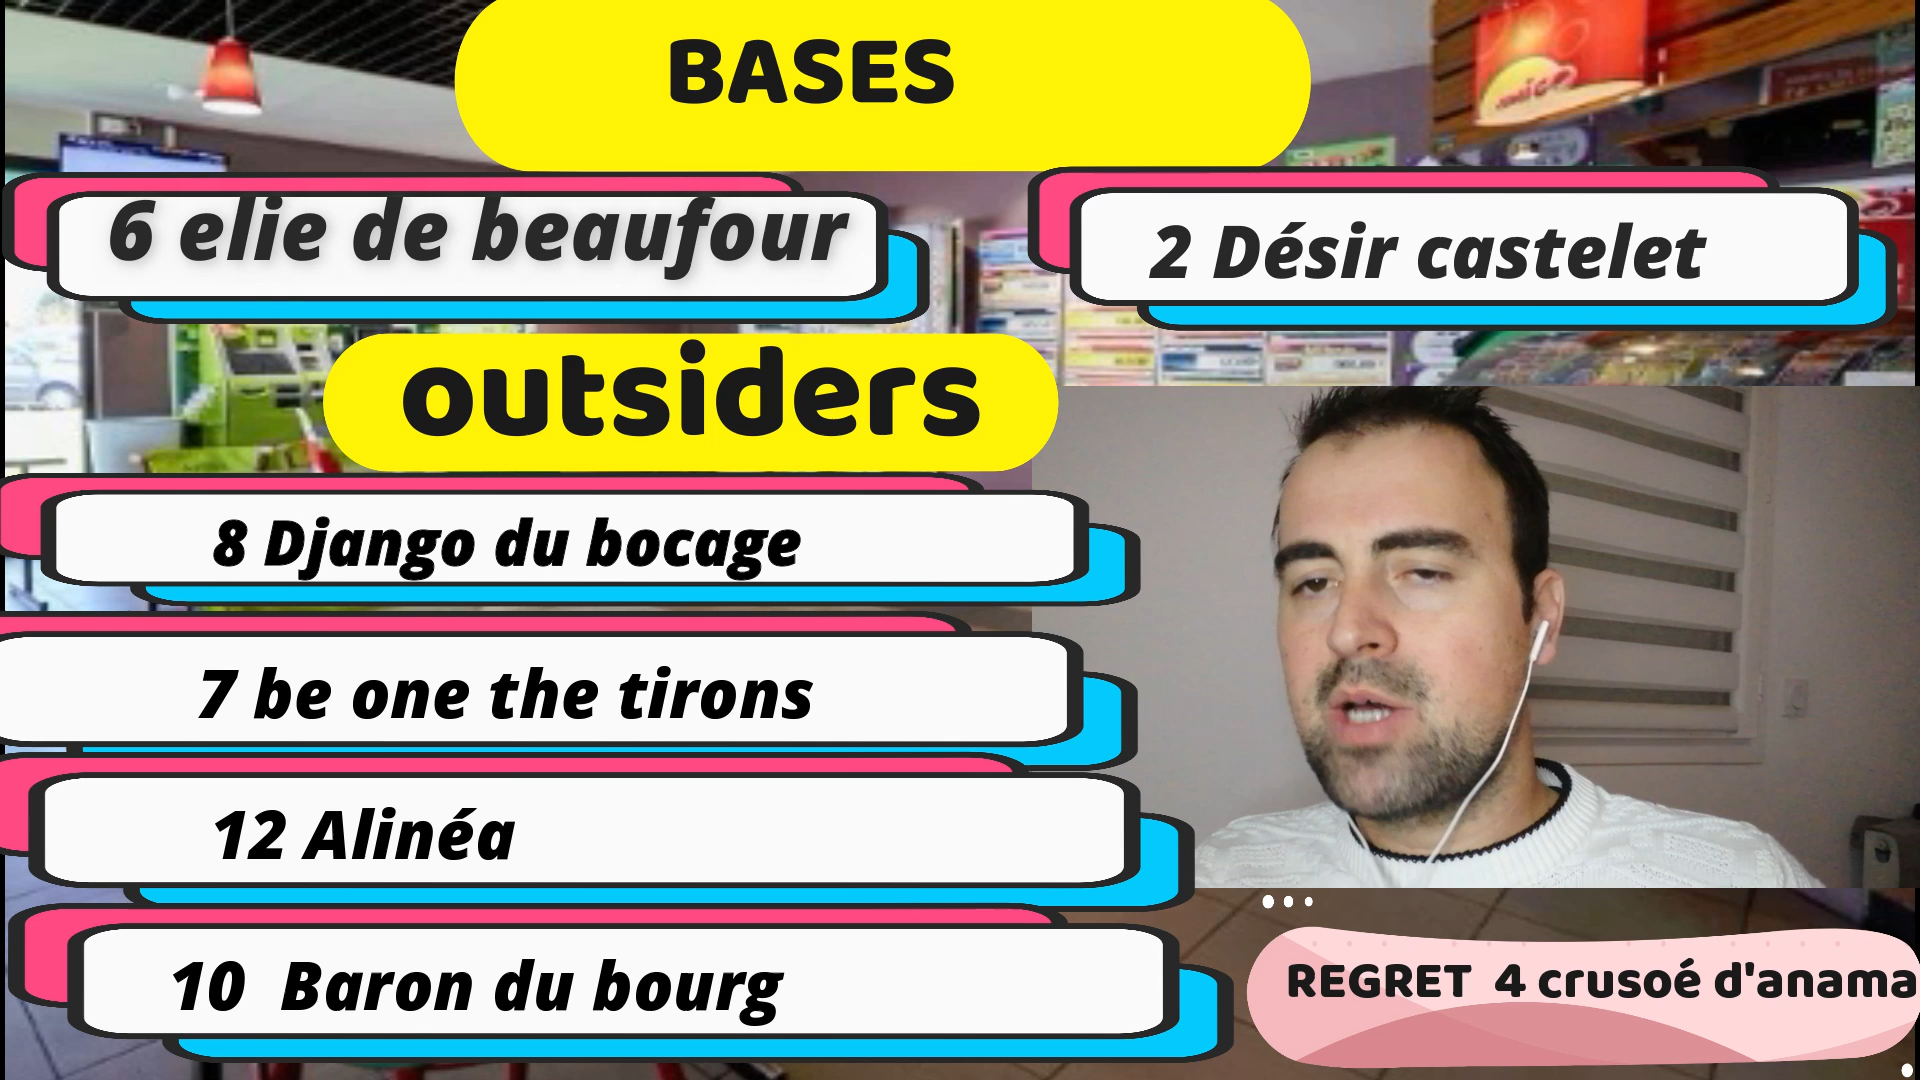 BASES
6 elie de beaufour
2 Désir castelet
outsiders
8 Django du bocage
7 be one the tirons
12 Alinéa
10 Baron du bourg
REGRET 4 crusoé d'anama